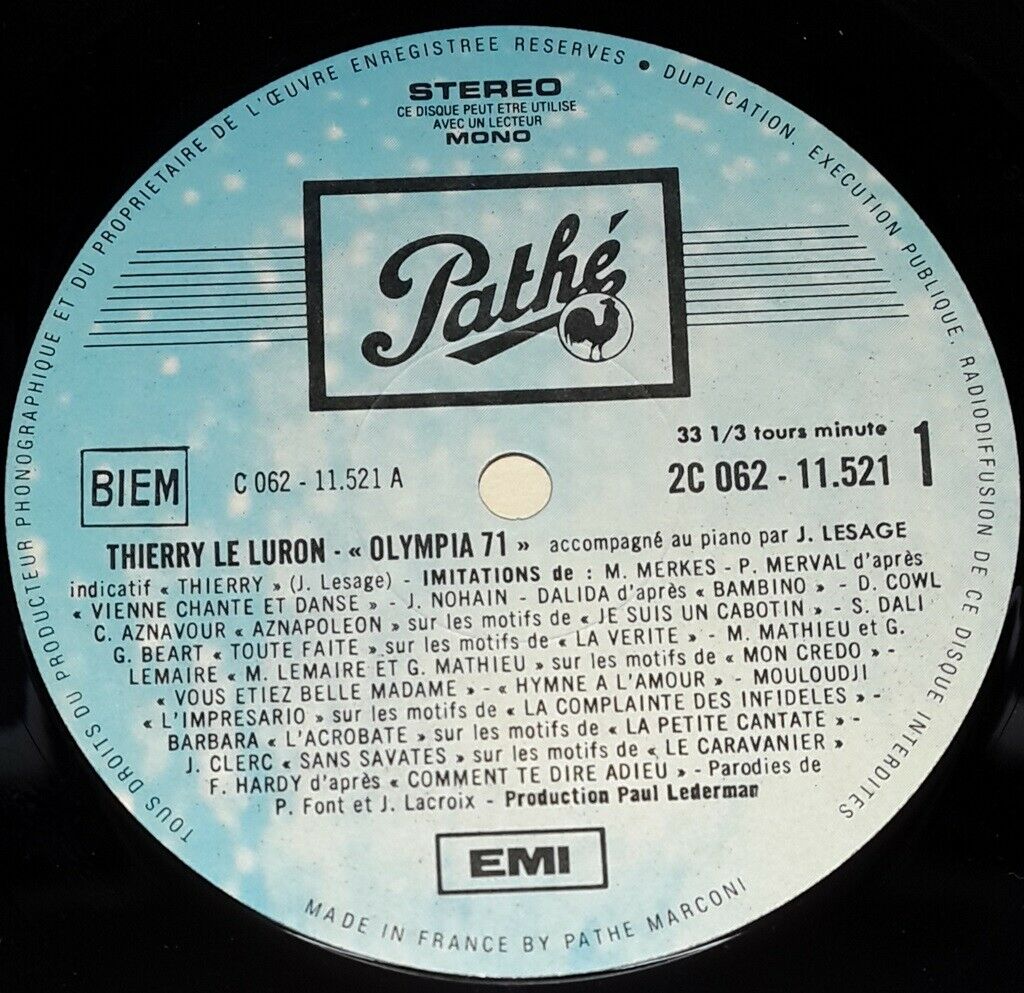 TOUS DROITS DU PRODUCTEUR PHONOGRAPHIQUE ET DU PROPRIETAIRE DE L'ŒUVRE ENREGISTREE RESERVES • DUPLICATION, EXECUTION PUBLIQUE, RADIODIFFUSION DE CE DISQUE INTERDITES
STEREO
CE DISQUE PEUT ETRE UTILISE
AVEC UN LECTEUR
MONO
Pathé
33 1/3 tours minute
BIEM
C 062 - 11.521 A
2C 062 - 11.521
1
THIERRY LE LURON - « OLYMPIA 71 » accompagné au piano par J. LESAGE
indicatif « THIERRY » (J. Lesage) - IMITATIONS de : M. MERKES - P. MERVAL d'après
« VIENNE CHANTE ET DANSE » - J. NOHAIN - DALIDA d'après « BAMBINO » - D. COWL
C. AZNAVOUR « AZNAPOLEON » sur les motifs de « JE SUIS UN CABOTIN » - S. DALI
G. BEART « TOUTE FAITE » sur les motifs de « LA VERITE » - M. MATHIEU et G.
LEMAIRE « M. LEMAIRE ET G. MATHIEU » sur les motifs de « MON CREDO » -
« VOUS ETIEZ BELLE MADAME » - « HYMNE A L'AMOUR » - MOULOUDJI
« L'IMPRESARIO » sur les motifs de « LA COMPLAINTE DES INFIDELES » -
BARBARA « L'ACROBATE » sur les motifs de « LA PETITE CANTATE » -
J. CLERC « SANS SAVATES » sur les motifs de « LE CARAVANIER »
F. HARDY d'après « COMMENT TE DIRE ADIEU » - Parodies de
P. Font et J. Lacroix - Production Paul Lederman
EMI
MADE IN FRANCE BY PATHE MARCONI